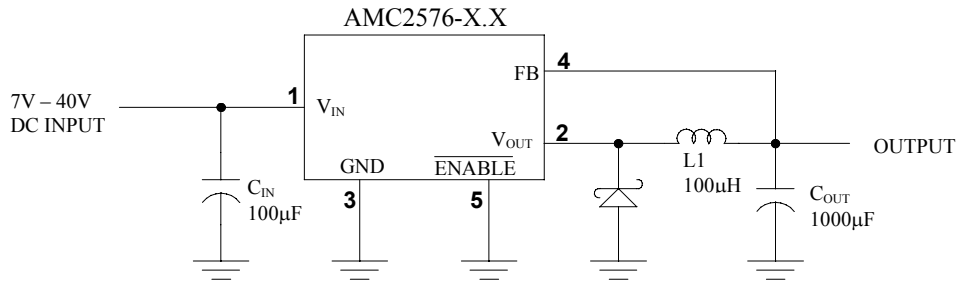 AMC2576-X.X
FB
4
7V – 40V
DC INPUT
1
V_IN
V_OUT
2
OUTPUT
L1
100μH
GND
ENABLE
3
5
C_IN
100μF
C_OUT
1000μF